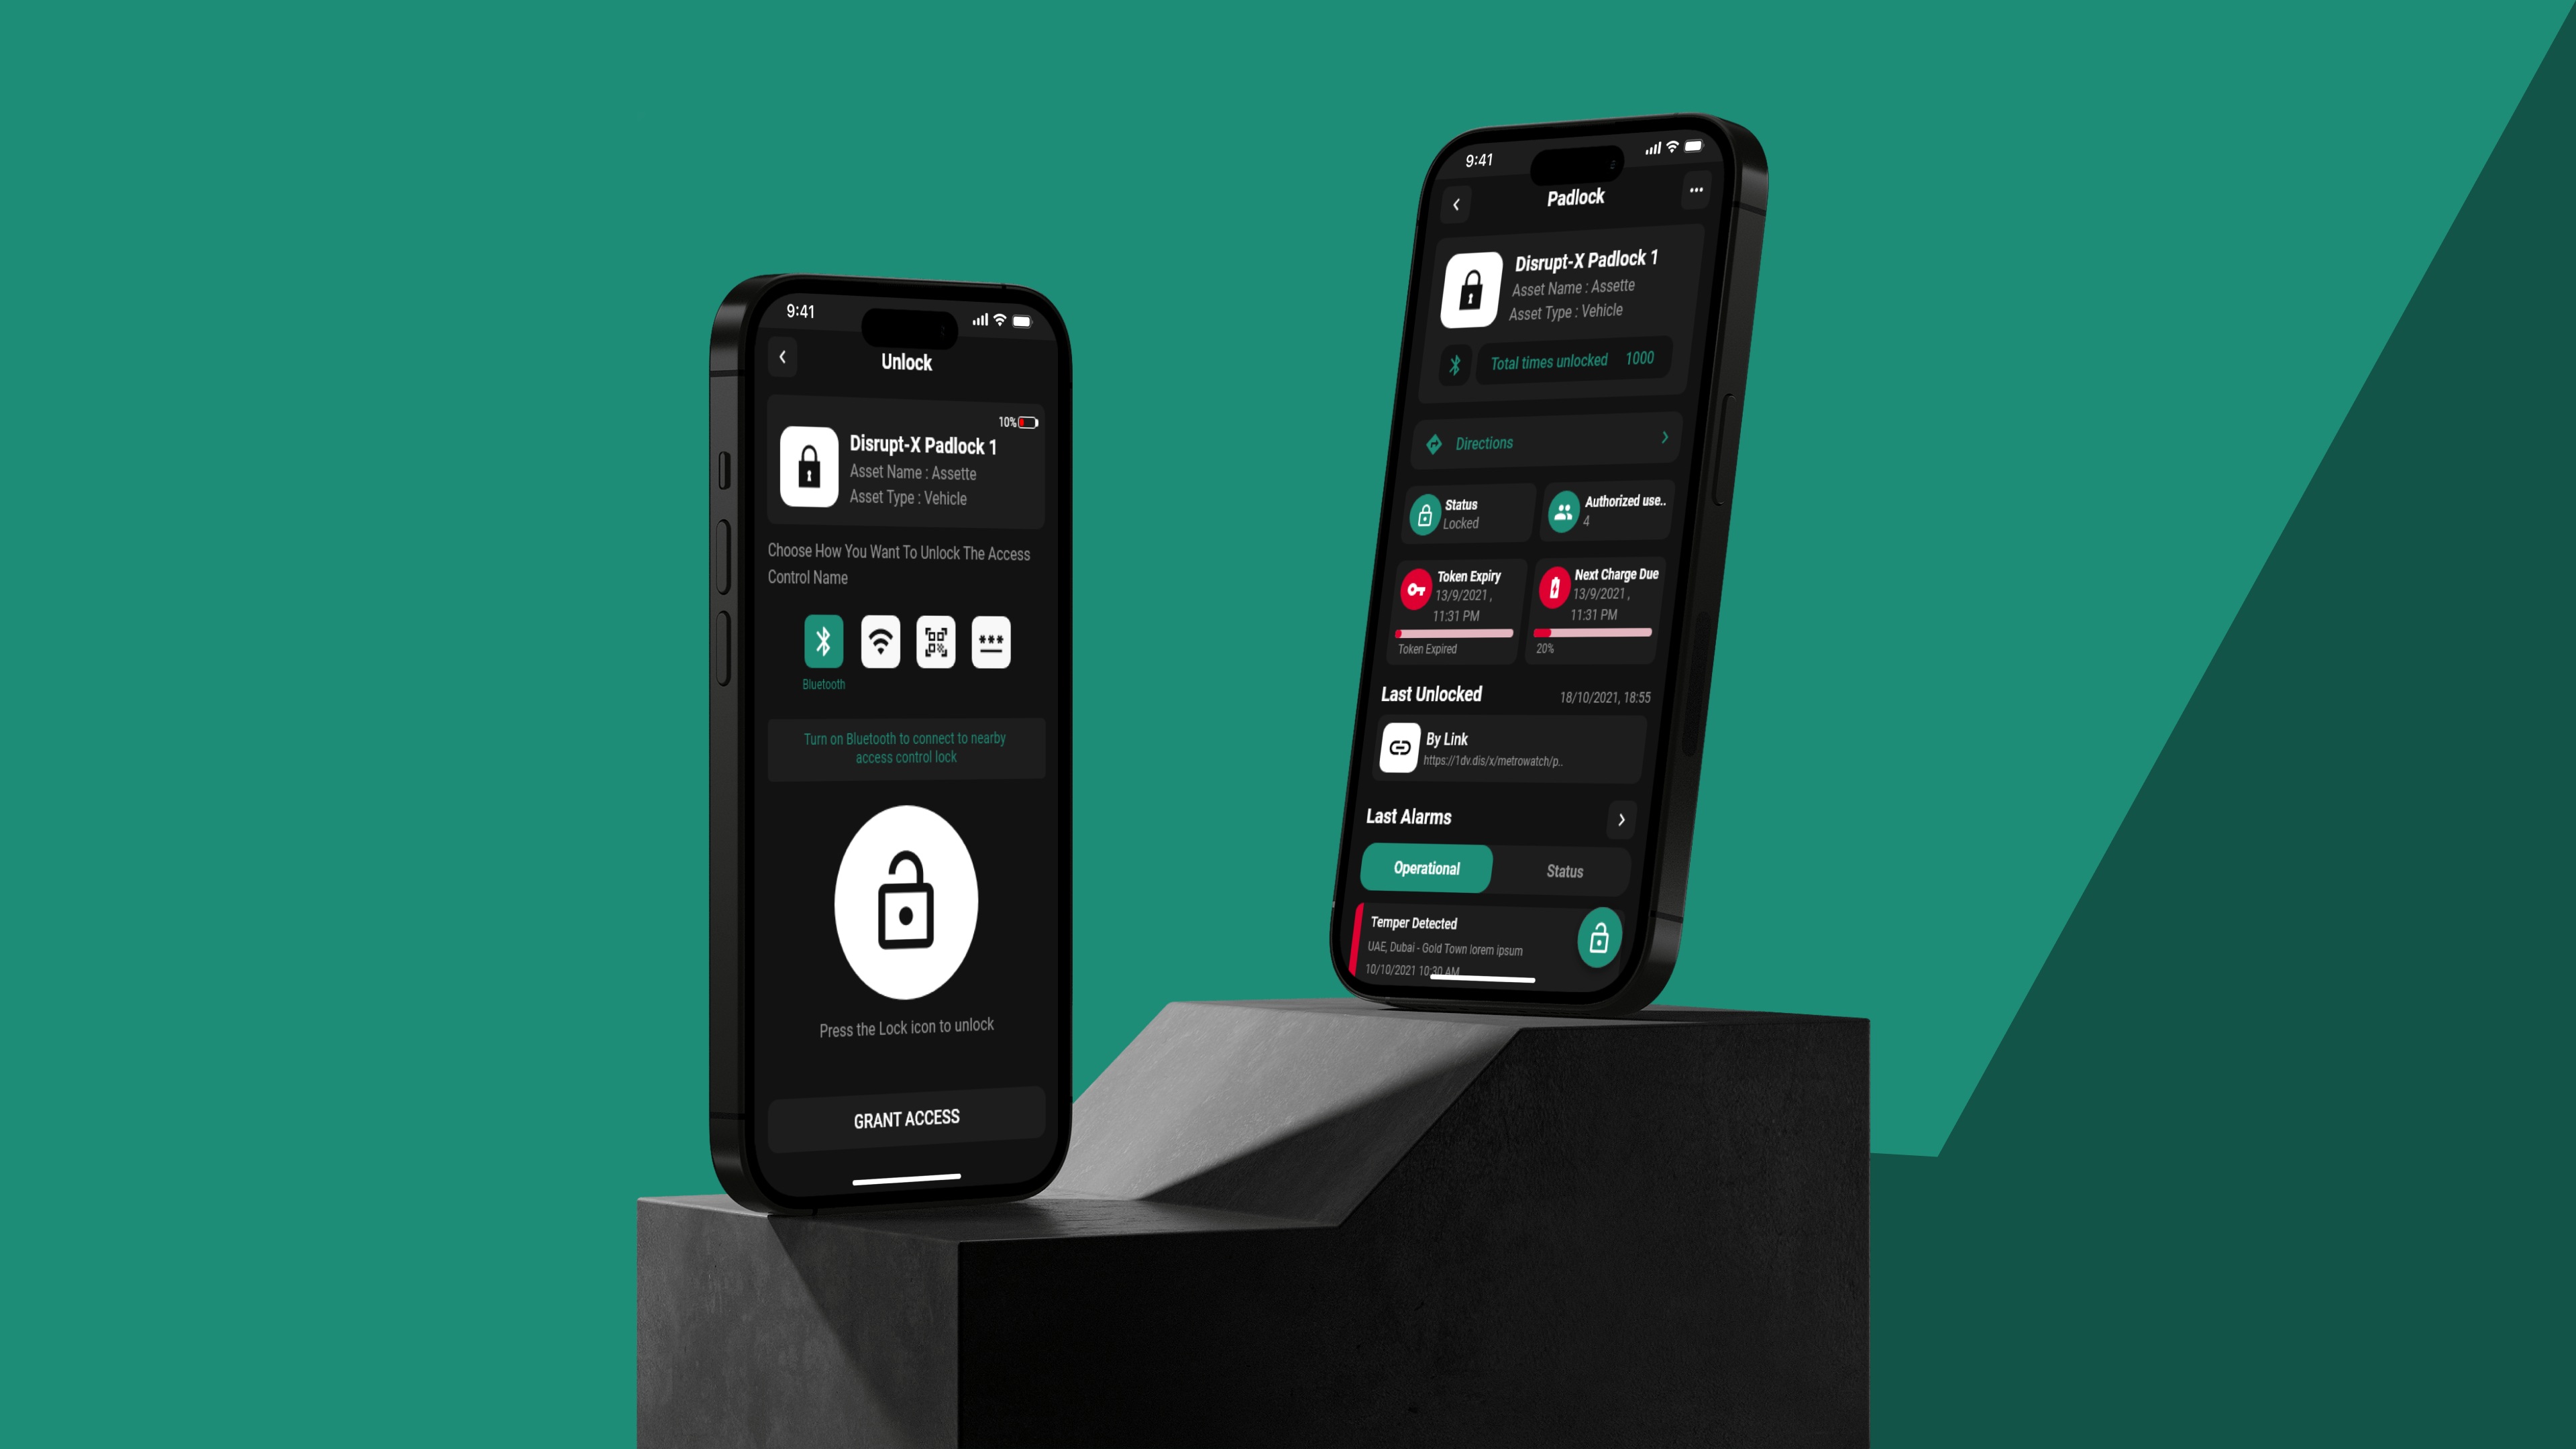 9:41
Unlock
10%
Disrupt-X Padlock 1
Asset Name : Assette
Asset Type : Vehicle
Choose How You Want To Unlock The Access
Control Name
***
Bluetooth
Turn on Bluetooth to connect to nearby
access control lock
Press the Lock icon to unlock
GRANT ACCESS
9:41
Padlock
Disrupt-X Padlock 1
Asset Name : Assette
Asset Type : Vehicle
Total times unlocked 1000
Directions
Status
Locked
Authorized use..
4
Token Expiry
13/9/2021 ,
11:31 PM
Token Expired
Next Charge Due
13/9/2021 ,
11:31 PM
20%
Last Unlocked 18/10/2021, 18:55
By Link
https://1dv.dis/x/metrowatch/p..
Last Alarms
Operational Status
Temper Detected
UAE, Dubai - Gold Town lorem ipsum
10/10/2021 10:30 AM